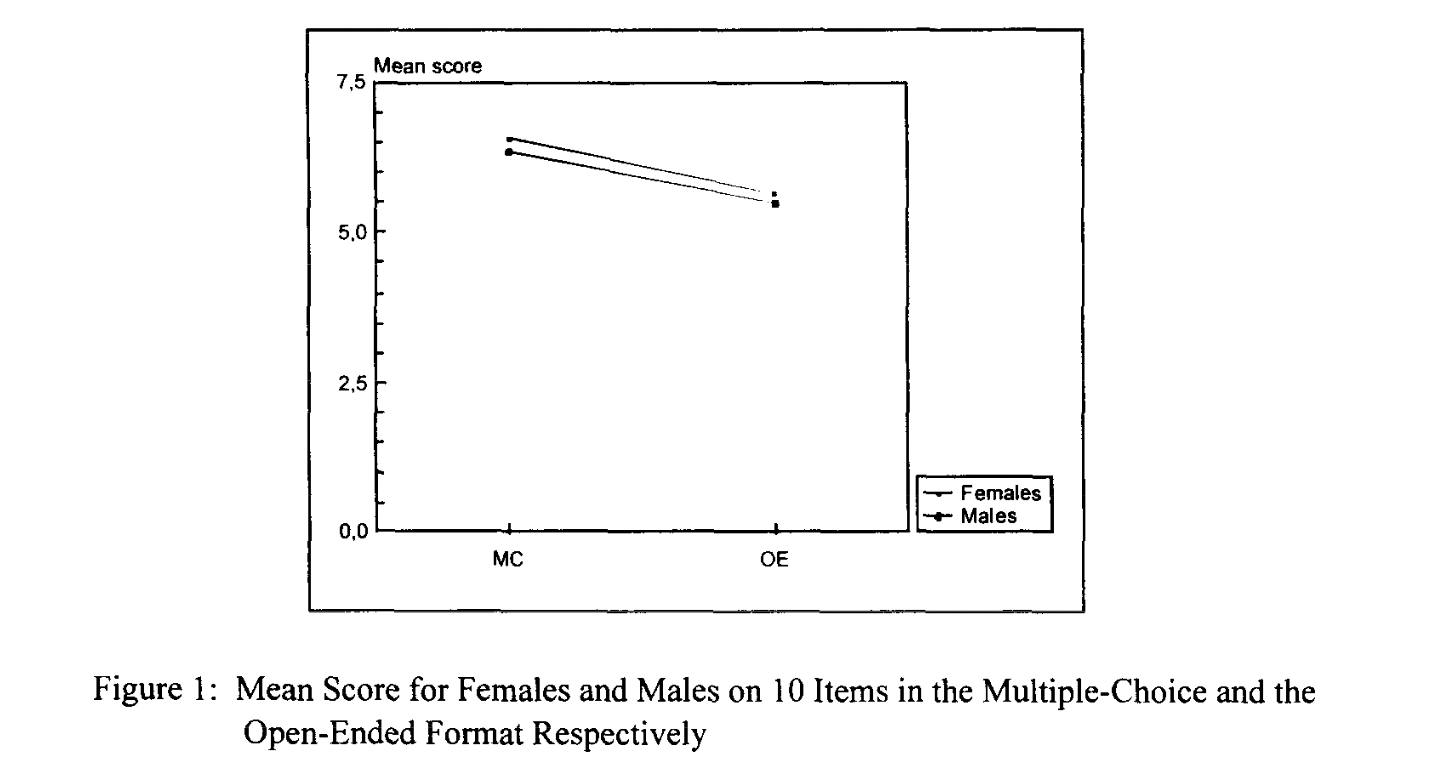 Mean score
7,5
5,0
2,5
0,0
MC
OE
Females
Males
Figure 1: Mean Score for Females and Males on 10 Items in the Multiple-Choice and the
Open-Ended Format Respectively